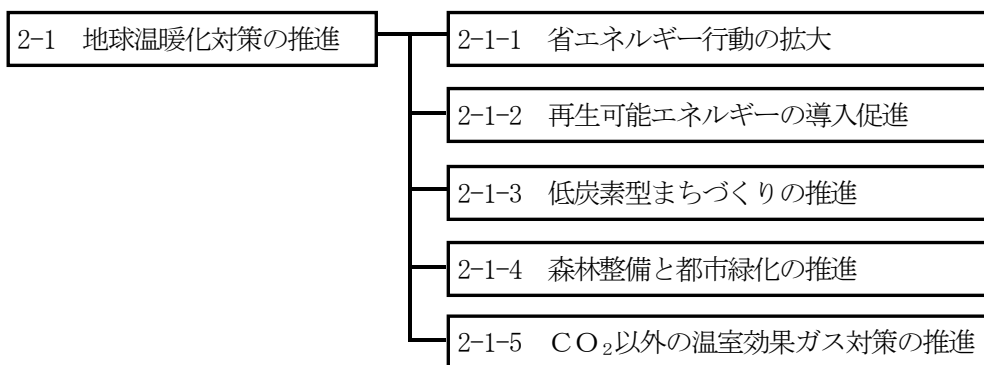 2-1　地球温暖化対策の推進
2-1-1　省エネルギー行動の拡大
2-1-2　再生可能エネルギーの導入促進
2-1-3　低炭素型まちづくりの推進
2-1-4　森林整備と都市緑化の推進
2-1-5　ＣＯ₂以外の温室効果ガス対策の推進